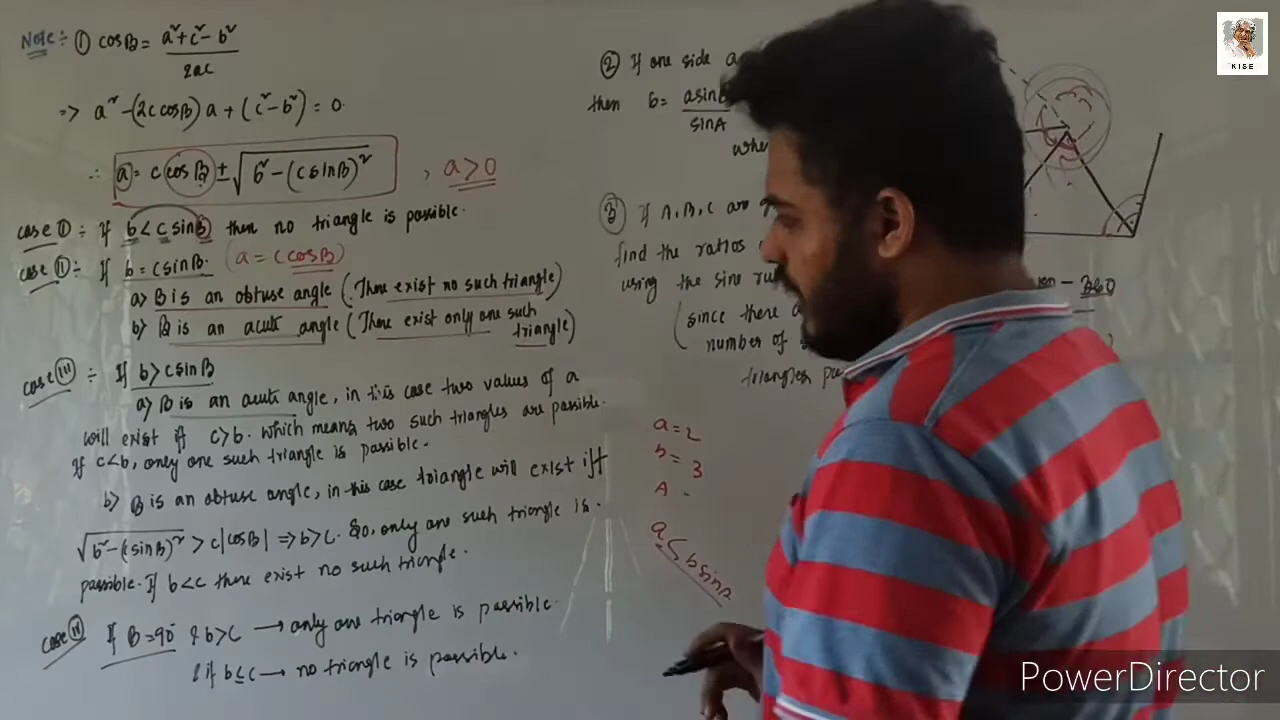 Note :- ① cosB = a²+c²-b²
2ac
=> a² - (2c cosB) a + (c²-b²) = 0.
∴ a = c cosB ± √b² - (c sinB)² , a>0
case ① :- If b < c sinB then no triangle is possible.
case ⑪ :- If b = c sinB. (a = c cosB)
a) B is an obtuse angle (There exist no such triangle)
b) B is an acute angle (There exist only one such
triangle)
case ⑪I :- If b > c sinB
a) B is an acute angle, in this case two values of a
will exist if c>b. which means two such triangles are possible.
If c<b, only one such triangle is possible.
b) B is an obtuse angle, in this case triangle will exist iff
√b²-(c sinB)² > c|cosB| => b>c. So, only one such triangle is.
possible. If b<c there exist no such triangle.
case If B=90° & b>c → only one triangle is possible.
& if b≤c → no triangle is possible.
② If one side a
then b = a sin
sinA
whe
③ If A, B, C are
find the ratios
using the sine ru
(since there a
number of s
triangles
a = 2
b = 3
A -
a < b sinA
KISE
PowerDirector